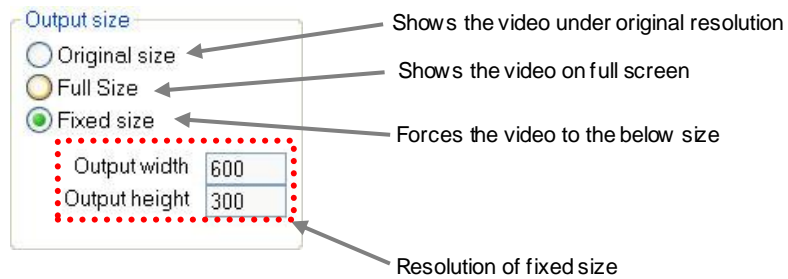 Output size
Shows the video under original resolution
Original size
Shows the video on full screen
Full Size
Fixed size
Forces the video to the below size
Output width 600
Output height 300
Resolution of fixed size